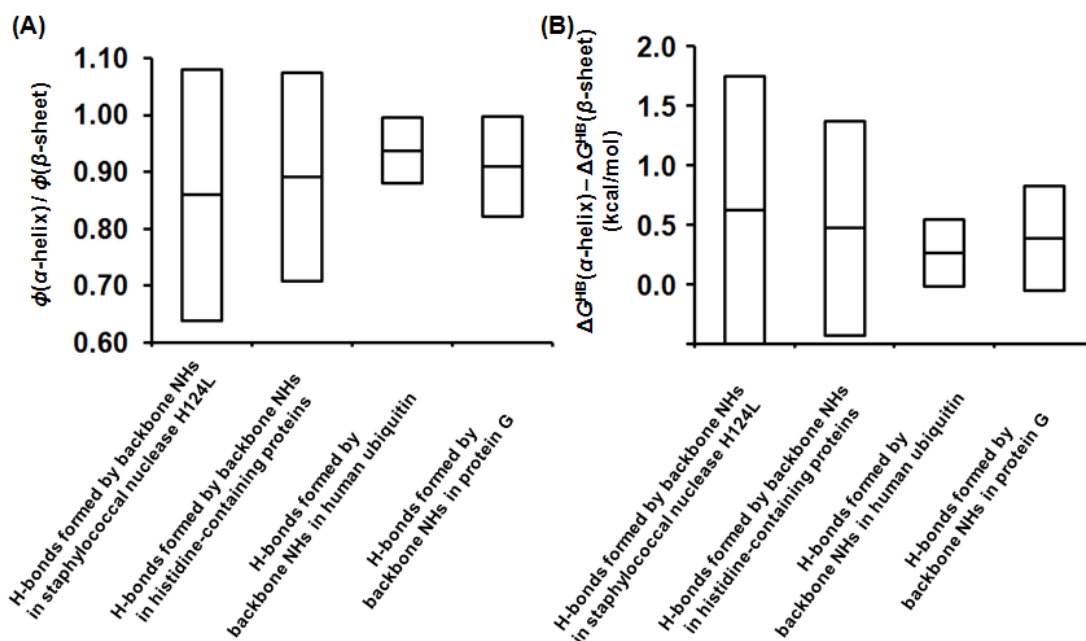 (A)
ϕ(α-helix) / ϕ(β-sheet)
1.10
1.00
0.90
0.80
0.70
0.60
H-bonds formed by backbone NHs
in staphylococcal nuclease H124L
H-bonds formed by backbone NHs
in histidine-containing proteins
H-bonds formed by
backbone NHs in human ubiquitin
H-bonds formed by
backbone NHs in protein G
(B)
ΔG^HB(α-helix) – ΔG^HB(β-sheet)
(kcal/mol)
2.0
1.5
1.0
0.5
0.0
H-bonds formed by backbone NHs
in staphylococcal nuclease H124L
H-bonds formed by backbone NHs
in histidine-containing proteins
H-bonds formed by
backbone NHs in human ubiquitin
H-bonds formed by
backbone NHs in protein G